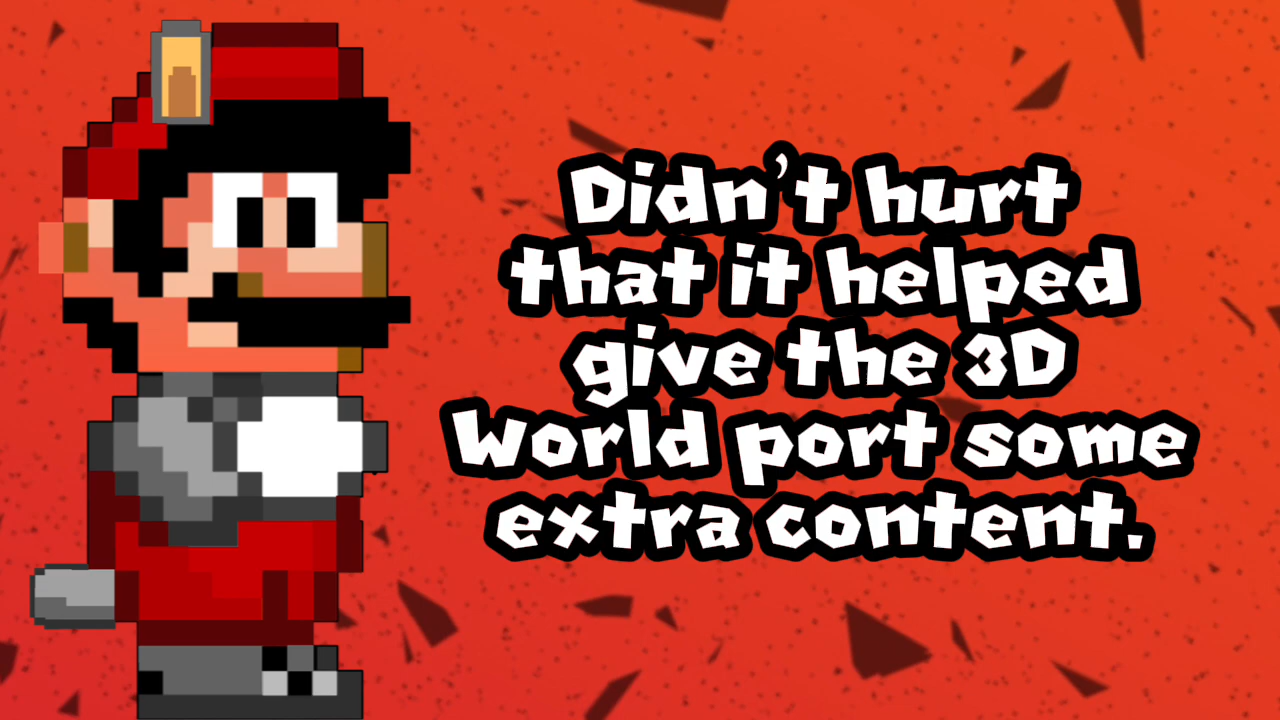 Didn't hurt
that it helped
give the 3D
World port some
extra content.